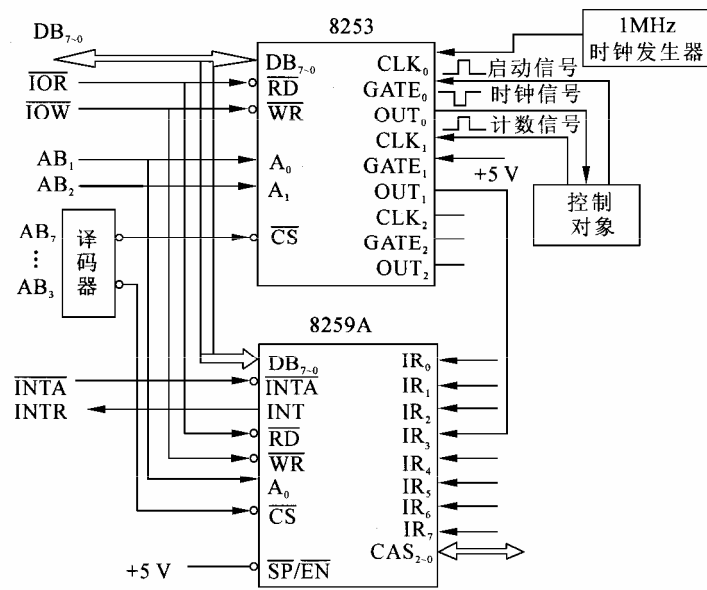 DB₇~₀
8253
1MHz
时钟发生器
DB₇~₀
CLK₀
启动信号
IOR
RD
GATE₀
时钟信号
IOW
WR
OUT₀
计数信号
CLK₁
AB₁
A₀
GATE₁
+5 V
AB₂
A₁
OUT₁
控制
对象
CLK₂
AB₇
译码器
CS
GATE₂
⋮
AB₃
OUT₂
8259A
DB₇~₀
IR₀
INTA
INTA
IR₁
INTR
INT
IR₂
RD
IR₃
WR
IR₄
A₀
IR₅
CS
IR₆
IR₇
CAS₂~₀
+5 V
SP/EN